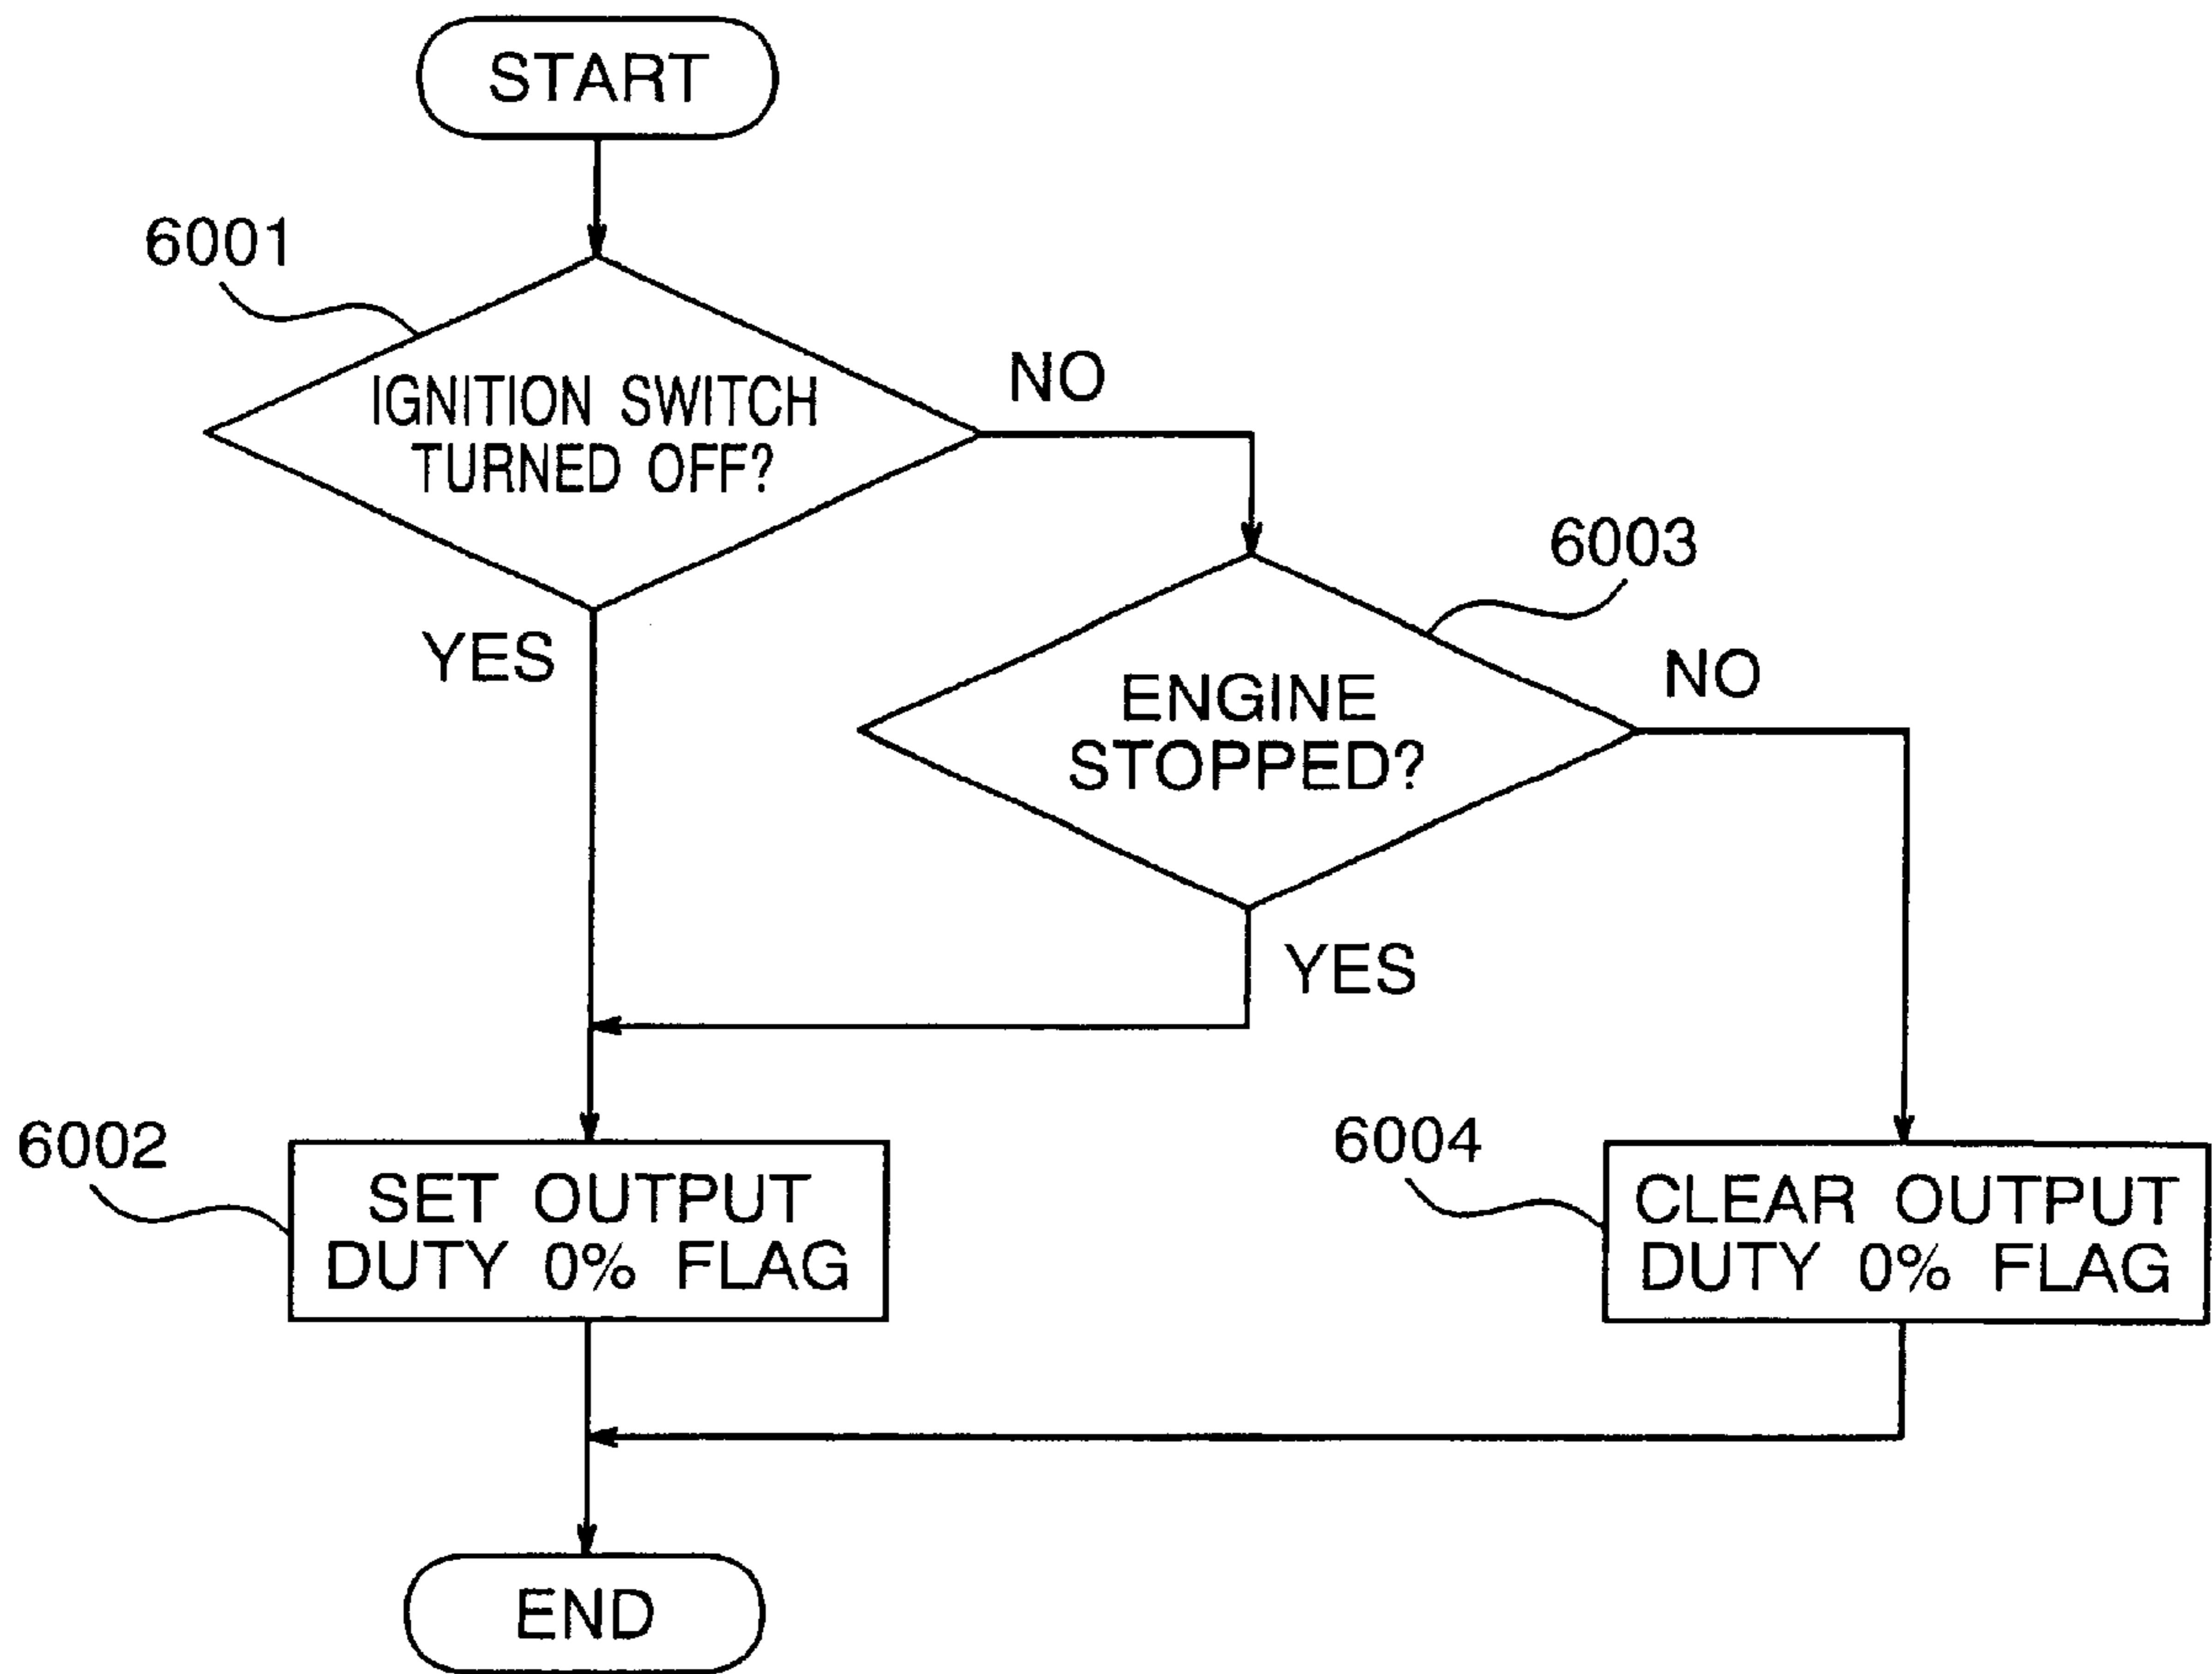 START
6001
IGNITION SWITCH
TURNED OFF?
NO
YES
6003
ENGINE
STOPPED?
NO
YES
6002
SET OUTPUT
DUTY 0% FLAG
6004
CLEAR OUTPUT
DUTY 0% FLAG
END